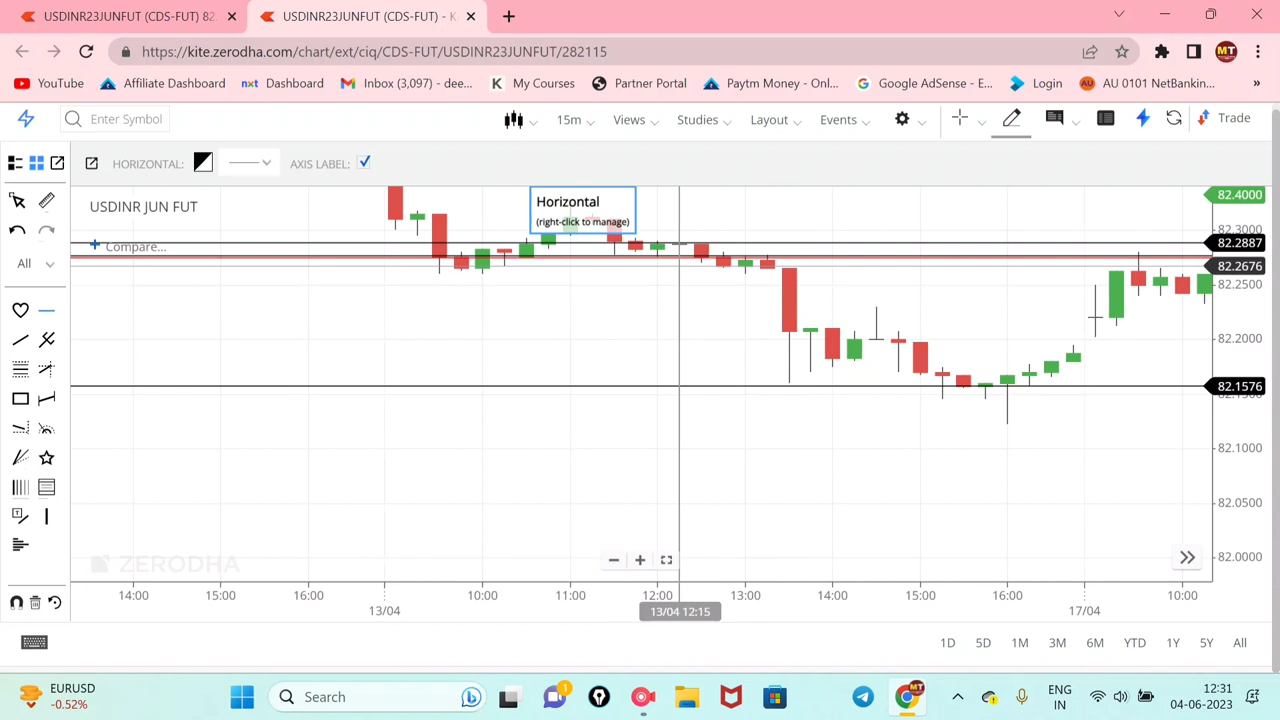 USDINR23JUNFUT (CDS-FUT) 82
USDINR23JUNFUT (CDS-FUT) - K
https://kite.zerodha.com/chart/ext/ciq/CDS-FUT/USDINR23JUNFUT/282115
MT
YouTube
Affiliate Dashboard
nxt Dashboard
Inbox (3,097) - dee...
K My Courses
Partner Portal
Paytm Money - Onl...
Google AdSense - E...
Login
AU AU 0101 NetBankin...
»
Enter Symbol
15m
Views
Studies
Layout
Events
Trade
HORIZONTAL:
AXIS LABEL:
USDINR JUN FUT
Compare...
All
Horizontal
(right-click to manage)
82.4000
82.3000
82.2887
82.2676
82.2500
82.2000
82.1576
82.1000
82.0500
82.0000
ZERODHA
14:00 15:00 16:00 10:00 11:00 12:00 13:00 14:00 15:00 16:00 10:00
13/04 13/04 12:15 17/04
1D 5D 1M 3M 6M YTD 1Y 5Y All
EURUSD
-0.52%
Search
1
MT
ENG
IN
12:31
04-06-2023